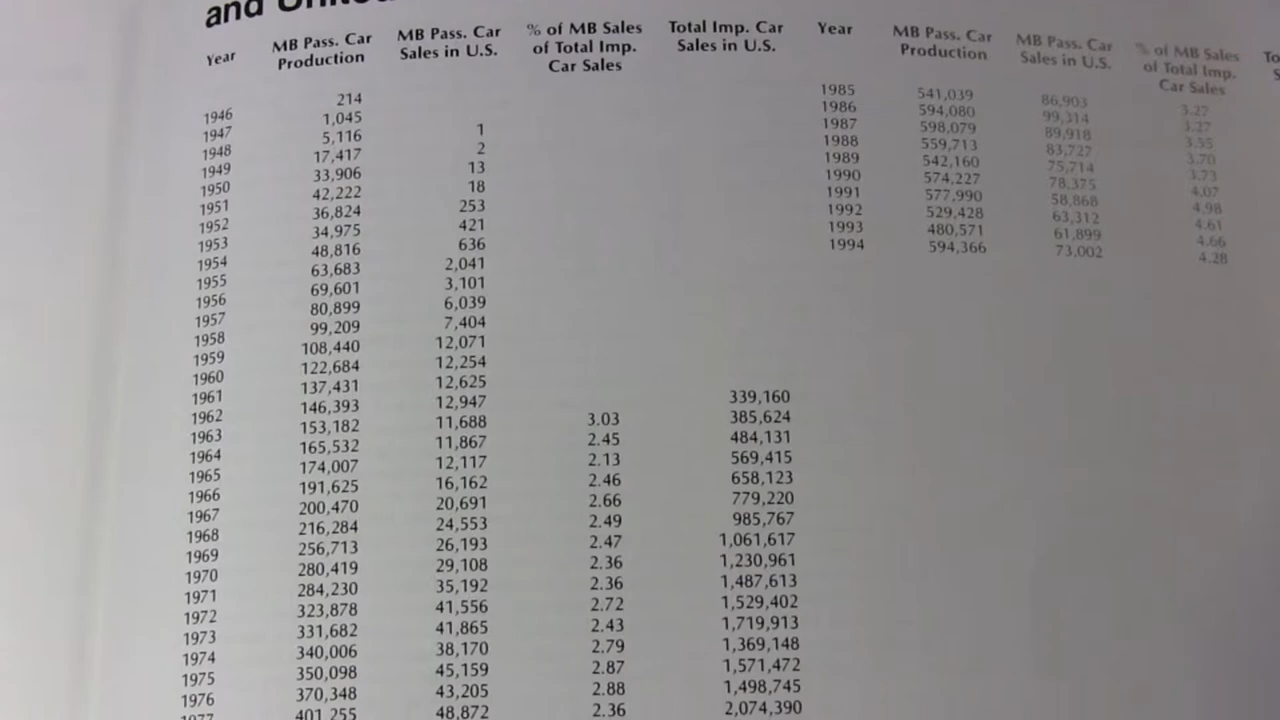 and
Year MB Pass. Car Production MB Pass. Car Sales in U.S. % of MB Sales of Total Imp. Car Sales Total Imp. Car Sales in U.S.
1946 214
1947 1,045
1948 5,116 1
1949 17,417 2
1950 33,906 13
1951 42,222 18
1952 36,824 253
1953 34,975 421
1954 48,816 636
1955 63,683 2,041
1956 69,601 3,101
1957 80,899 6,039
1958 99,209 7,404
1959 108,440 12,071
1960 122,684 12,254
1961 137,431 12,625
1962 146,393 12,947 339,160
1963 153,182 11,688 3.03 385,624
1964 165,532 11,867 2.45 484,131
1965 174,007 12,117 2.13 569,415
1966 191,625 16,162 2.46 658,123
1967 200,470 20,691 2.66 779,220
1968 216,284 24,553 2.49 985,767
1969 256,713 26,193 2.47 1,061,617
1970 280,419 29,108 2.36 1,230,961
1971 284,230 35,192 2.36 1,487,613
1972 323,878 41,556 2.72 1,529,402
1973 331,682 41,865 2.43 1,719,913
1974 340,006 38,170 2.79 1,369,148
1975 350,098 45,159 2.87 1,571,472
1976 370,348 43,205 2.88 1,498,745
1977 401,255 48,872 2.36 2,074,390
Year MB Pass. Car Production MB Pass. Car Sales in U.S. % of MB Sales of Total Imp. Car Sales
1985 541,039 86,903 3.27
1986 594,080 99,314 3.27
1987 598,079 89,918 3.55
1988 559,713 83,727 3.70
1989 542,160 75,714 3.73
1990 574,227 78,375 4.07
1991 577,990 58,868 4.98
1992 529,428 63,312 4.61
1993 480,571 61,899 4.66
1994 594,366 73,002 4.28